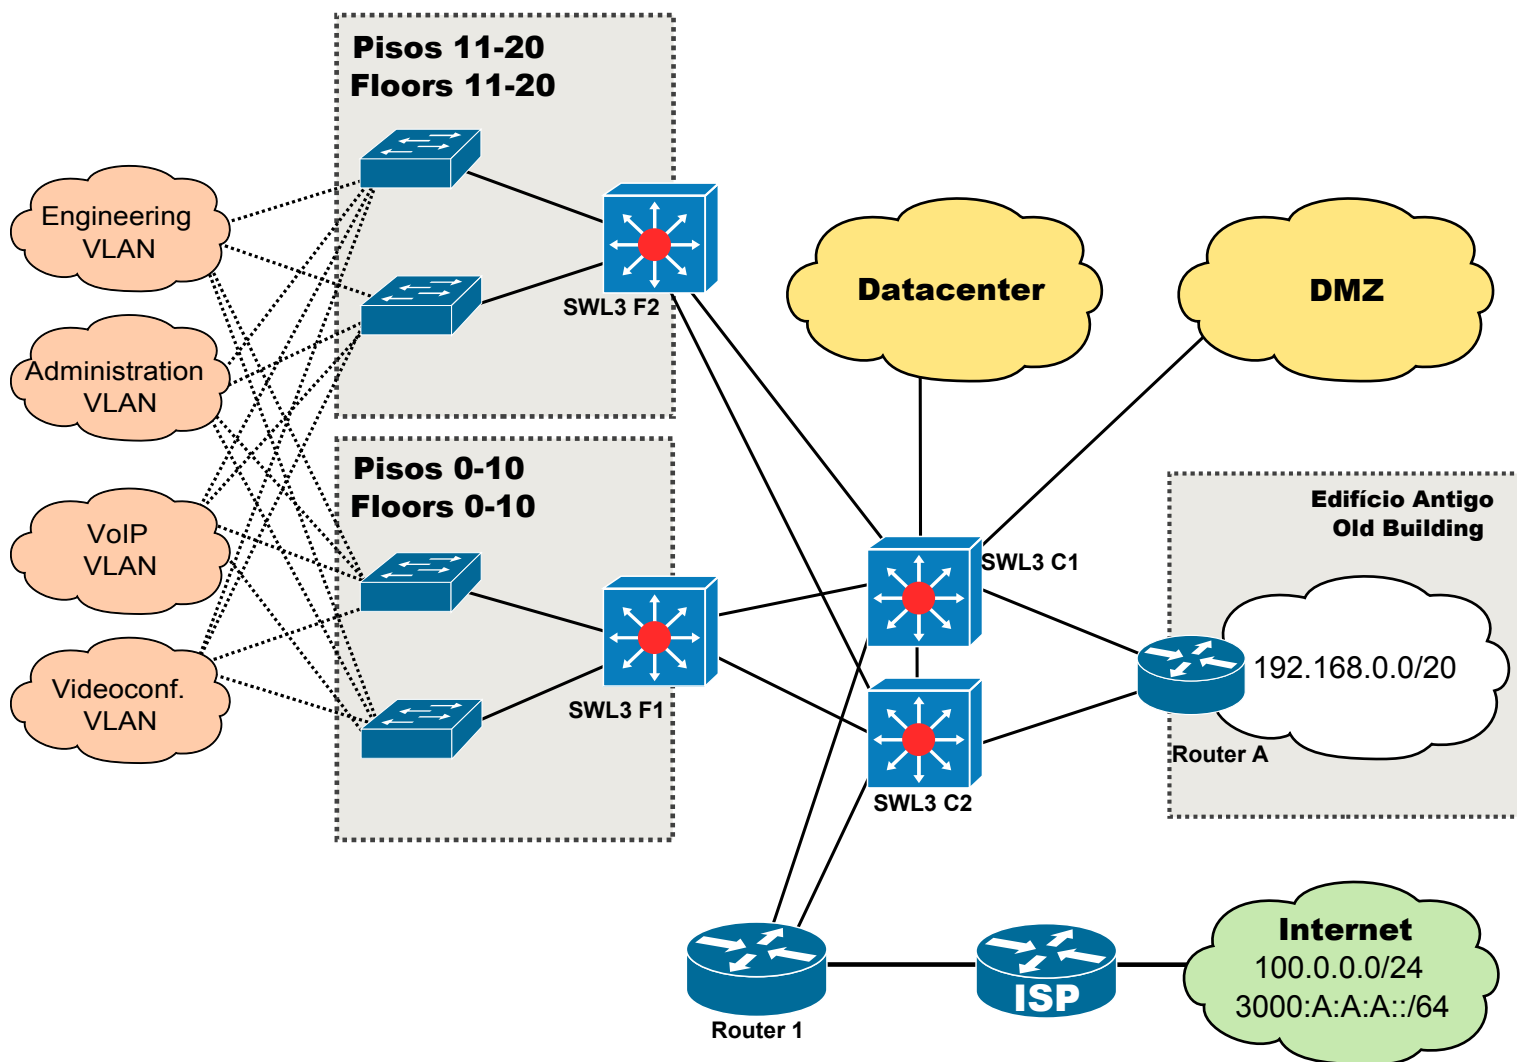 Pisos 11-20
Floors 11-20
Engineering
VLAN
SWL3 F2
Datacenter
DMZ
Administration
VLAN
Pisos 0-10
Floors 0-10
Edifício Antigo
Old Building
VoIP
VLAN
SWL3 C1
192.168.0.0/20
Videoconf.
VLAN
SWL3 F1
Router A
SWL3 C2
Internet
100.0.0.0/24
3000:A:A:A::/64
ISP
Router 1